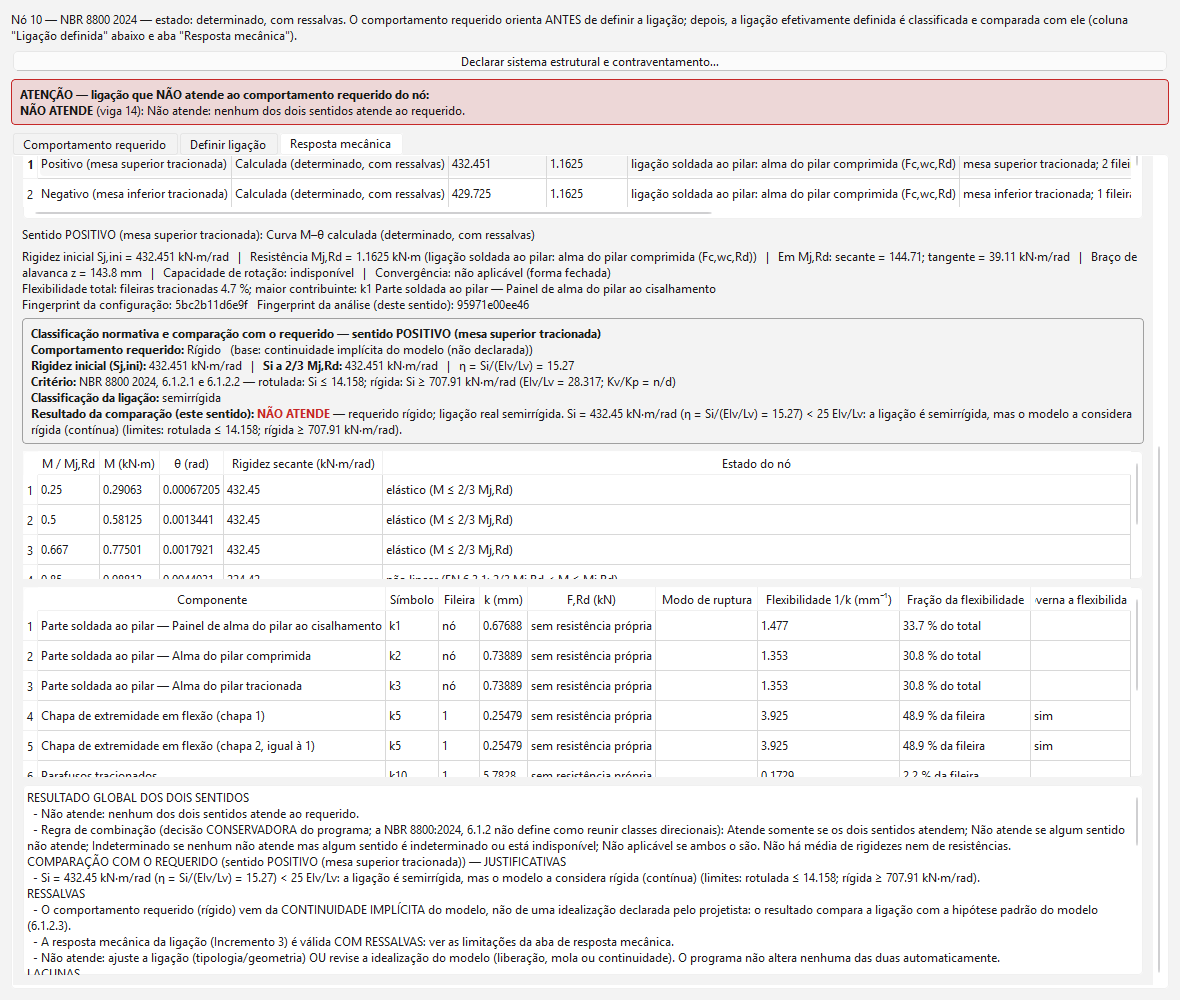 Nó 10 — NBR 8800 2024 — estado: determinado, com ressalvas. O comportamento requerido orienta ANTES de definir a ligação; depois, a ligação efetivamente definida é classificada e comparada com ele (coluna
"Ligação definida" abaixo e aba "Resposta mecânica").
Declarar sistema estrutural e contraventamento...
ATENÇÃO — ligação que NÃO atende ao comportamento requerido do nó:
NÃO ATENDE (viga 14): Não atende: nenhum dos dois sentidos atende ao requerido.
Comportamento requerido Definir ligação Resposta mecânica
1 Positivo (mesa superior tracionada) Calculada (determinado, com ressalvas) 432.451 1.1625 ligação soldada ao pilar: alma do pilar comprimida (Fc,wc,Rd) mesa superior tracionada; 2 filei
2 Negativo (mesa inferior tracionada) Calculada (determinado, com ressalvas) 429.725 1.1625 ligação soldada ao pilar: alma do pilar comprimida (Fc,wc,Rd) mesa inferior tracionada; 1 fileira
Sentido POSITIVO (mesa superior tracionada): Curva M–θ calculada (determinado, com ressalvas)
Rigidez inicial Sj,ini = 432.451 kN·m/rad | Resistência Mj,Rd = 1.1625 kN·m (ligação soldada ao pilar: alma do pilar comprimida (Fc,wc,Rd)) | Em Mj,Rd: secante = 144.71; tangente = 39.11 kN·m/rad | Braço de
alavanca z = 143.8 mm | Capacidade de rotação: indisponível | Convergência: não aplicável (forma fechada)
Flexibilidade total: fileiras tracionadas 4.7 %; maior contribuinte: k1 Parte soldada ao pilar — Painel de alma do pilar ao cisalhamento
Fingerprint da configuração: 5bc2b11d6e9f Fingerprint da análise (deste sentido): 95971e00ee46
Classificação normativa e comparação com o requerido — sentido POSITIVO (mesa superior tracionada)
Comportamento requerido: Rígido (base: continuidade implícita do modelo (não declarada))
Rigidez inicial (Sj,ini): 432.451 kN·m/rad | Si a 2/3 Mj,Rd: 432.451 kN·m/rad | η = Si/(EIv/Lv) = 15.27
Critério: NBR 8800 2024, 6.1.2.1 e 6.1.2.2 — rotulada: Si ≤ 14.158; rígida: Si ≥ 707.91 kN·m/rad (EIv/Lv = 28.317; Kv/Kp = n/d)
Classificação da ligação: semirrígida
Resultado da comparação (este sentido): NÃO ATENDE — requerido rígido; ligação real semirrígida. Si = 432.45 kN·m/rad (η = Si/(EIv/Lv) = 15.27) < 25 EIv/Lv: a ligação é semirrígida, mas o modelo a considera
rígida (contínua) (limites: rotulada ≤ 14.158; rígida ≥ 707.91 kN·m/rad).
M / Mj,Rd M (kN·m) θ (rad) Rigidez secante (kN·m/rad) Estado do nó
1 0.25 0.29063 0.00067205 432.45 elástico (M ≤ 2/3 Mj,Rd)
2 0.5 0.58125 0.0013441 432.45 elástico (M ≤ 2/3 Mj,Rd)
3 0.667 0.77501 0.0017921 432.45 elástico (M ≤ 2/3 Mj,Rd)
Componente Símbolo Fileira k (mm) F,Rd (kN) Modo de ruptura Flexibilidade 1/k (mm⁻¹) Fração da flexibilidade verna a flexibilida
1 Parte soldada ao pilar — Painel de alma do pilar ao cisalhamento k1 nó 0.67688 sem resistência própria 1.477 33.7 % do total
2 Parte soldada ao pilar — Alma do pilar comprimida k2 nó 0.73889 sem resistência própria 1.353 30.8 % do total
3 Parte soldada ao pilar — Alma do pilar tracionada k3 nó 0.73889 sem resistência própria 1.353 30.8 % do total
4 Chapa de extremidade em flexão (chapa 1) k5 1 0.25479 sem resistência própria 3.925 48.9 % da fileira sim
5 Chapa de extremidade em flexão (chapa 2, igual à 1) k5 1 0.25479 sem resistência própria 3.925 48.9 % da fileira sim
6 Parafusos tracionados k10 1 5.7828 sem resistência própria 0.1729 2.2 % da fileira
RESULTADO GLOBAL DOS DOIS SENTIDOS
- Não atende: nenhum dos dois sentidos atende ao requerido.
- Regra de combinação (decisão CONSERVADORA do programa; a NBR 8800:2024, 6.1.2 não define como reunir classes direcionais): Atende somente se os dois sentidos atendem; Não atende se algum sentido
não atende; Indeterminado se nenhum não atende mas algum sentido é indeterminado ou está indisponível; Não aplicável se ambos o são. Não há média de rigidezes nem de resistências.
COMPARAÇÃO COM O REQUERIDO (sentido POSITIVO (mesa superior tracionada)) — JUSTIFICATIVAS
- Si = 432.45 kN·m/rad (η = Si/(EIv/Lv) = 15.27) < 25 EIv/Lv: a ligação é semirrígida, mas o modelo a considera rígida (contínua) (limites: rotulada ≤ 14.158; rígida ≥ 707.91 kN·m/rad).
RESSALVAS
- O comportamento requerido (rígido) vem da CONTINUIDADE IMPLÍCITA do modelo, não de uma idealização declarada pelo projetista: o resultado compara a ligação com a hipótese padrão do modelo
(6.1.2.3).
- A resposta mecânica da ligação (Incremento 3) é válida COM RESSALVAS: ver as limitações da aba de resposta mecânica.
- Não atende: ajuste a ligação (tipologia/geometria) OU revise a idealização do modelo (liberação, mola ou continuidade). O programa não altera nenhuma das duas automaticamente.
LACUNAS